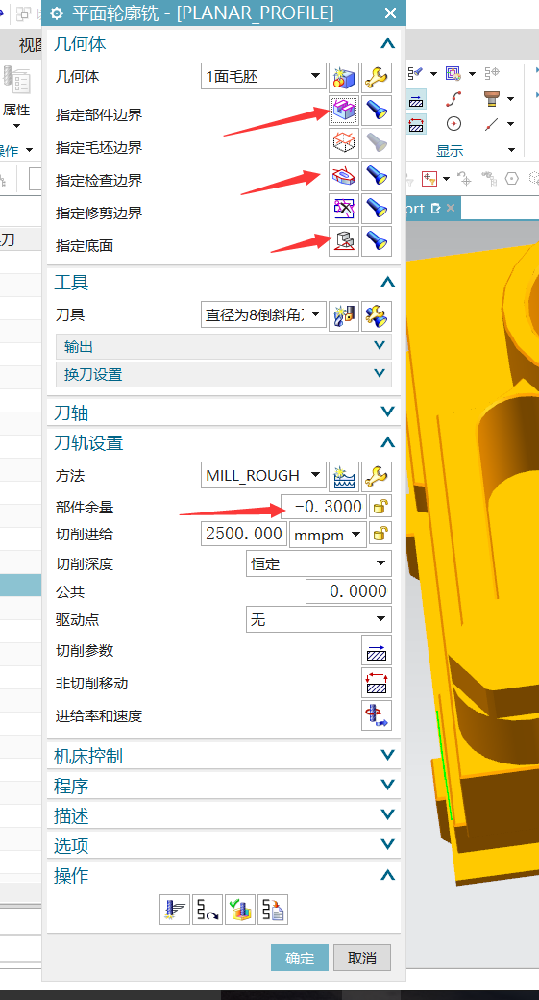 平面轮廓铣 - [PLANAR_PROFILE]
视图
属性
操作
刀
显示
ort
几何体
几何体 1面毛胚
指定部件边界
指定毛坯边界
指定检查边界
指定修剪边界
指定底面
工具
刀具 直径为8倒斜角
输出
换刀设置
刀轴
刀轨设置
方法 MILL_ROUGH
部件余量 -0.3000
切削进给 2500.000 mmpm
切削深度 恒定
公共 0.0000
驱动点 无
切削参数
非切削移动
进给率和速度
机床控制
程序
描述
选项
操作
确定 取消